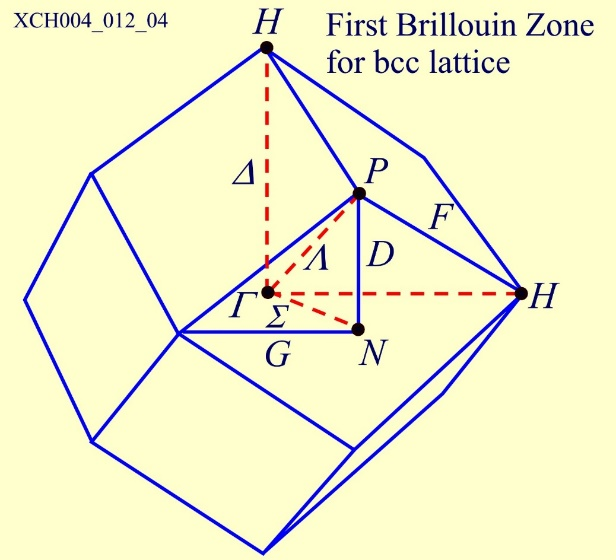 XCH004_012_04
First Brillouin Zone
for bcc lattice
H
Δ
P
F
Λ
D
Γ
Σ
H
G
N